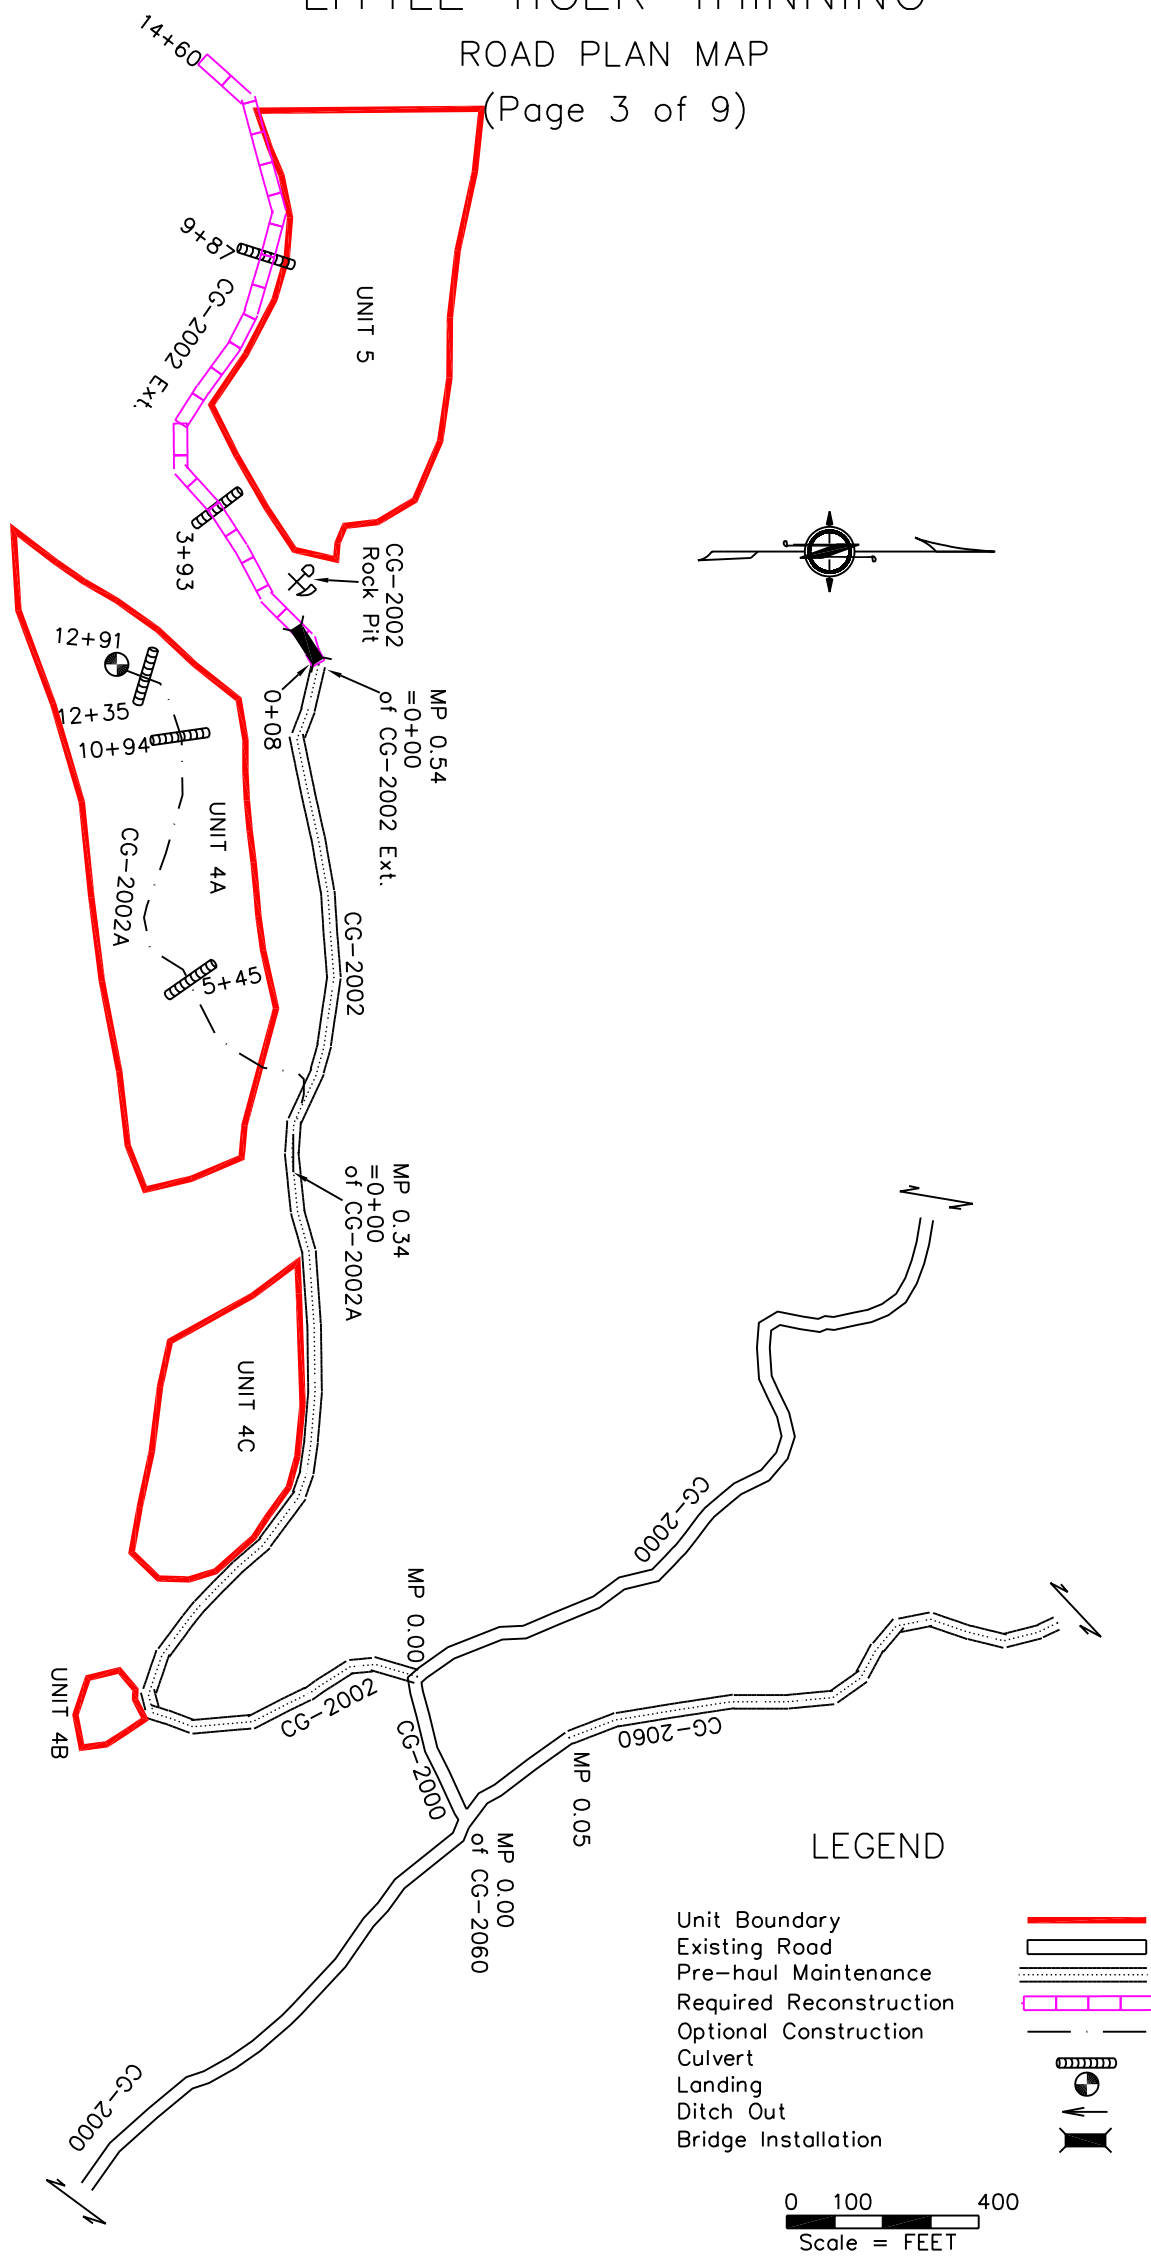 LITTLE TIGER THINNING
ROAD PLAN MAP
(Page 3 of 9)
14+60
9+87
CG-2002 Ext.
UNIT 5
3+93
CG-2002
Rock Pit
12+91
12+35
10+94
0+08
MP 0.54
=0+00
of CG-2002 Ext.
UNIT 4A
CG-2002A
CG-2002
5+45
MP 0.34
=0+00
of CG-2002A
UNIT 4C
CG-2000
MP 0.00
UNIT 4B
CG-2002
CG-2000
CG-2060
MP 0.05
MP 0.00
of CG-2060
CG-2000
LEGEND
Unit Boundary
Existing Road
Pre-haul Maintenance
Required Reconstruction
Optional Construction
Culvert
Landing
Ditch Out
Bridge Installation
0 100 400
Scale = FEET